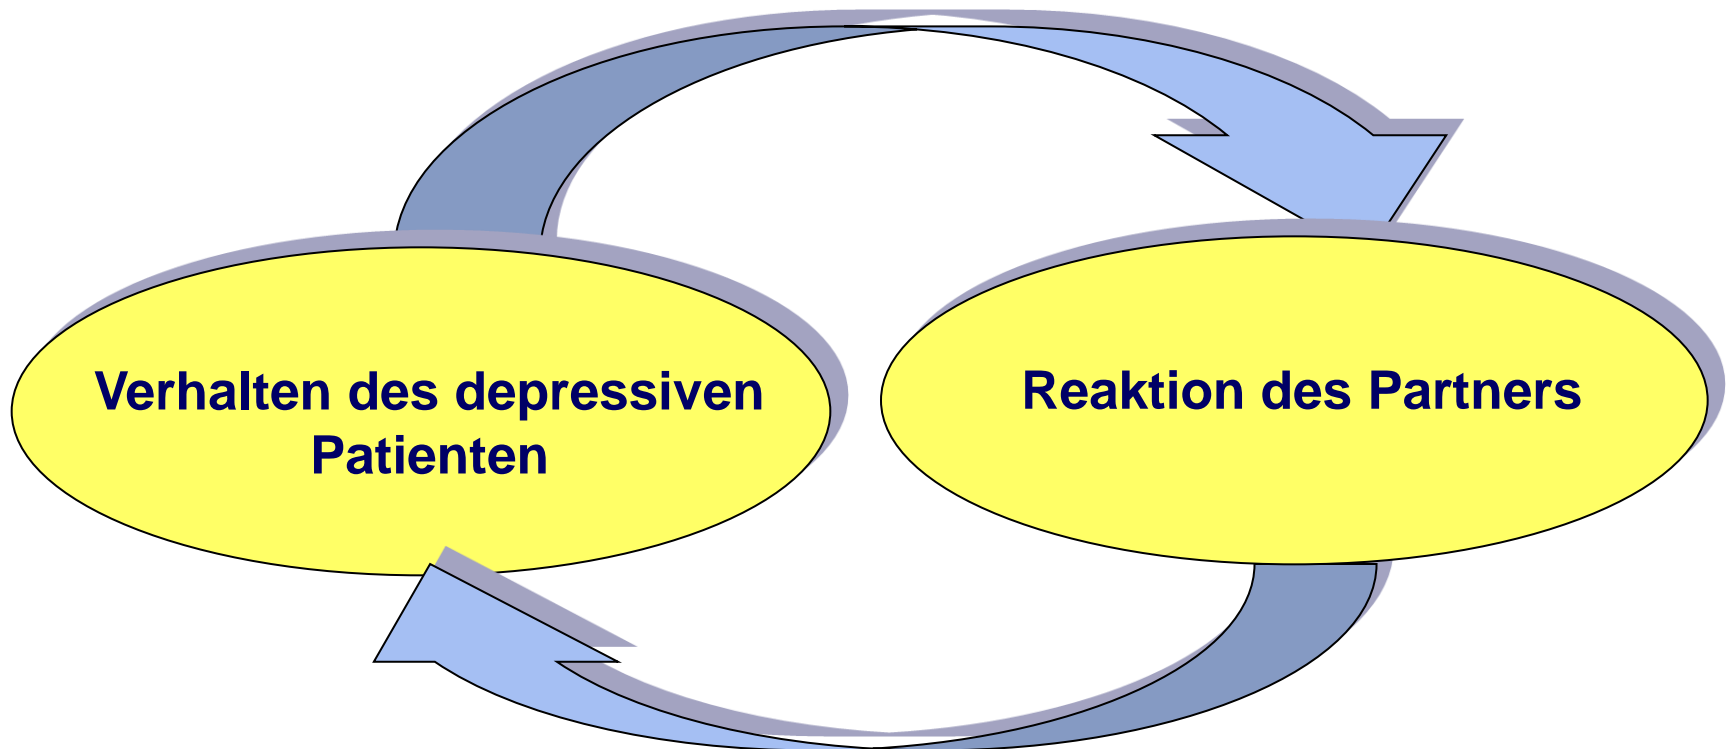 Verhalten des depressiven
Patienten
Reaktion des Partners